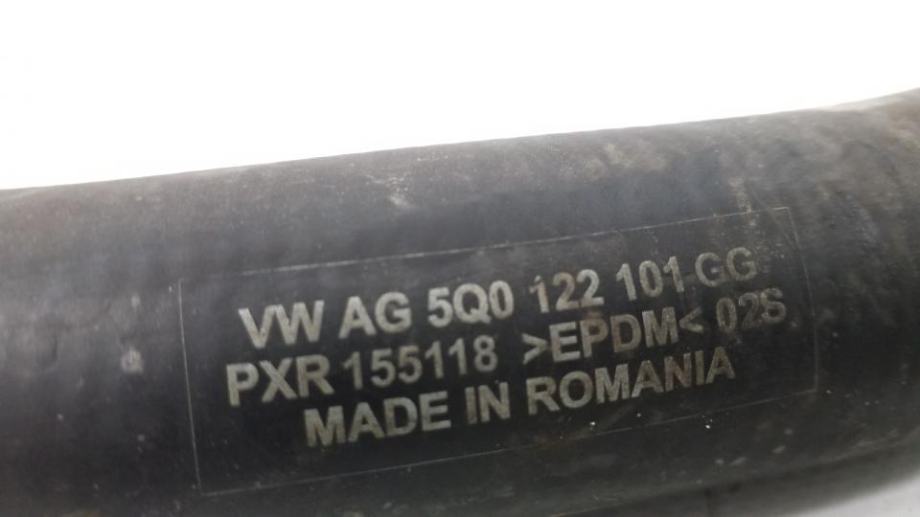 VW AG 5Q0 122 101 GG
PXR 155118 >EPDM< 02S
MADE IN ROMANIA